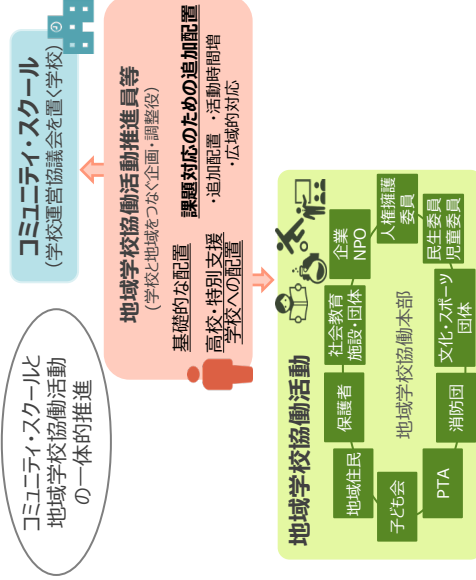 コミュニティ・スクールと
地域学校協働活動
の一体的推進
コミュニティ・スクール
(学校運営協議会を置く学校)
地域学校協働活動推進員等
(学校と地域をつなぐ企画・調整役)
基礎的な配置
高校・特別支援
学校への配置
課題対応のための追加配置
・追加配置 ・活動時間増
・広域的対応
地域学校協働活動
地域住民
保護者
社会教育
施設・団体
企業
NPO
人権擁護
委員
民生委員
児童委員
文化・スポーツ
団体
消防団
PTA
子ども会
地域学校協働本部